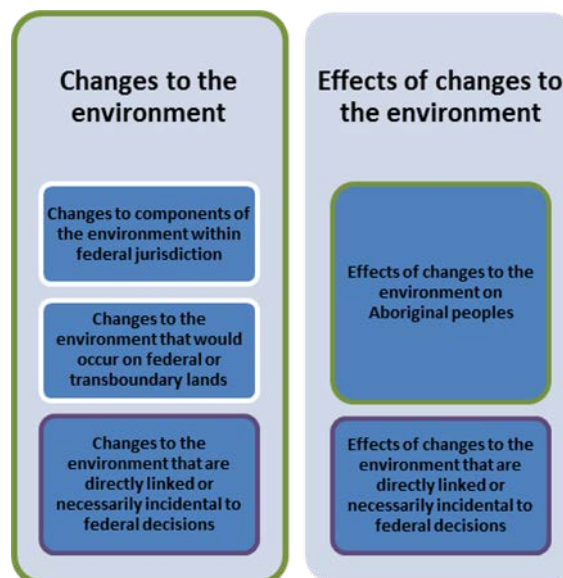 Changes to the
environment
Changes to components of
the environment within
federal jurisdiction
Changes to the
environment that would
occur on federal or
transboundary lands
Changes to the
environment that are
directly linked or
necessarily incidental to
federal decisions
Effects of changes to
the environment
Effects of changes to the
environment on
Aboriginal peoples
Effects of changes to the
environment that are
directly linked or
necessarily incidental to
federal decisions